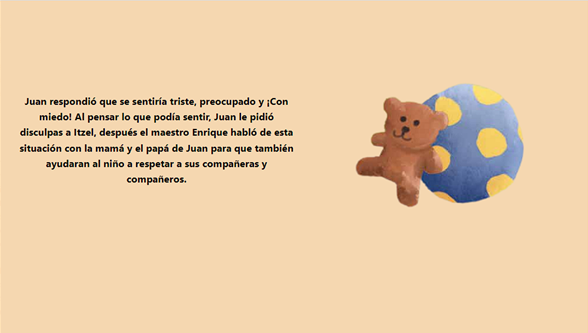 Juan respondió que se sentiría triste, preocupado y ¡Con
miedo! Al pensar lo que podía sentir, Juan le pidió
disculpas a Itzel, después el maestro Enrique habló de esta
situación con la mamá y el papá de Juan para que también
ayudaran al niño a respetar a sus compañeras y
compañeros.